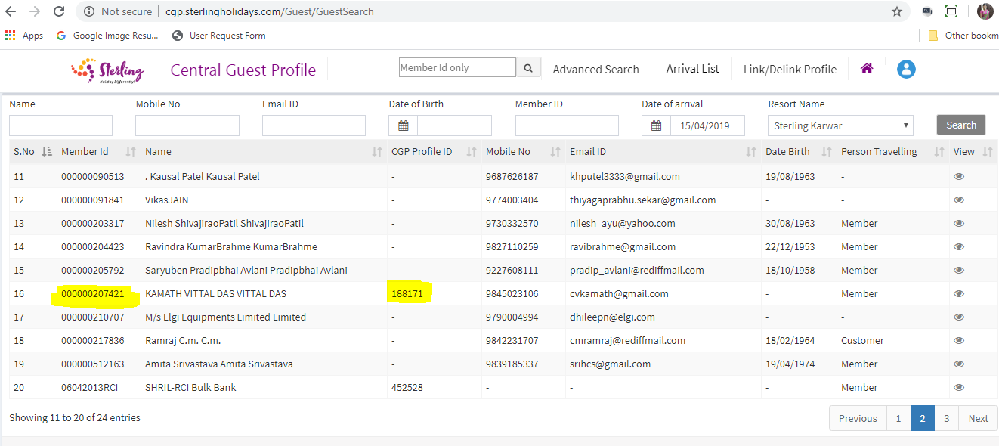 Not secure | cgp.sterlingholidays.com/Guest/GuestSearch
Apps Google Image Resu... User Request Form Other bookm
Sterling Holiday Differently! Central Guest Profile Member Id only Advanced Search Arrival List Link/Delink Profile
Name Mobile No Email ID Date of Birth Member ID Date of arrival Resort Name
15/04/2019 Sterling Karwar Search
S.No Member Id Name CGP Profile ID Mobile No Email ID Date Birth Person Travelling View
11 000000090513 . Kausal Patel Kausal Patel - 9687626187 khputel3333@gmail.com 19/08/1963 -
12 000000091841 VikasJAIN - 9774003404 thiyagaprabhu.sekar@gmail.com - -
13 000000203317 Nilesh ShivajiraoPatil ShivajiraoPatil - 9730332570 nilesh_ayu@yahoo.com 30/08/1963 Member
14 000000204423 Ravindra KumarBrahme KumarBrahme - 9827110259 ravibrahme@gmail.com 22/12/1953 Member
15 000000205792 Saryuben Pradipbhai Avlani Pradipbhai Avlani - 9227608111 pradip_avlani@rediffmail.com 18/10/1958 Member
16 000000207421 KAMATH VITTAL DAS VITTAL DAS 188171 9845023106 cvkamath@gmail.com - Member
17 000000210707 M/s Elgi Equipments Limited Limited - 9790004994 dhileepn@elgi.com - -
18 000000217836 Ramraj C.m. C.m. - 9842231707 cmramraj@rediffmail.com 18/02/1964 Customer
19 000000512163 Amita Srivastava Amita Srivastava - 9839185337 srihcs@gmail.com 19/04/1974 Member
20 06042013RCI SHRIL-RCI Bulk Bank 452528 - - - Member
Showing 11 to 20 of 24 entries Previous 1 2 3 Next